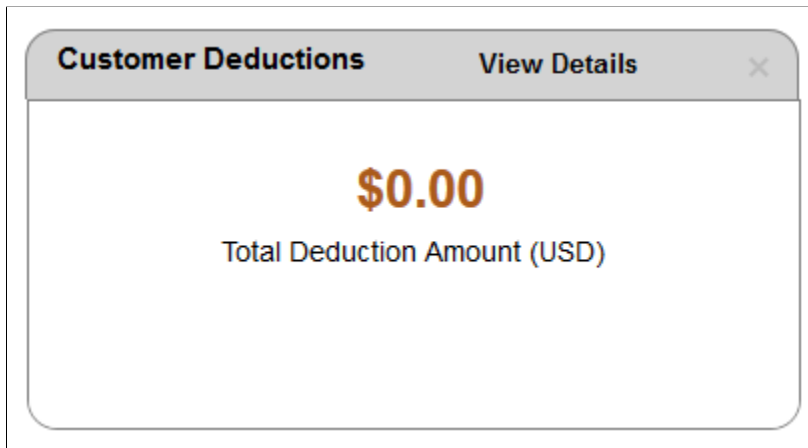 Customer Deductions View Details ×
$0.00
Total Deduction Amount (USD)